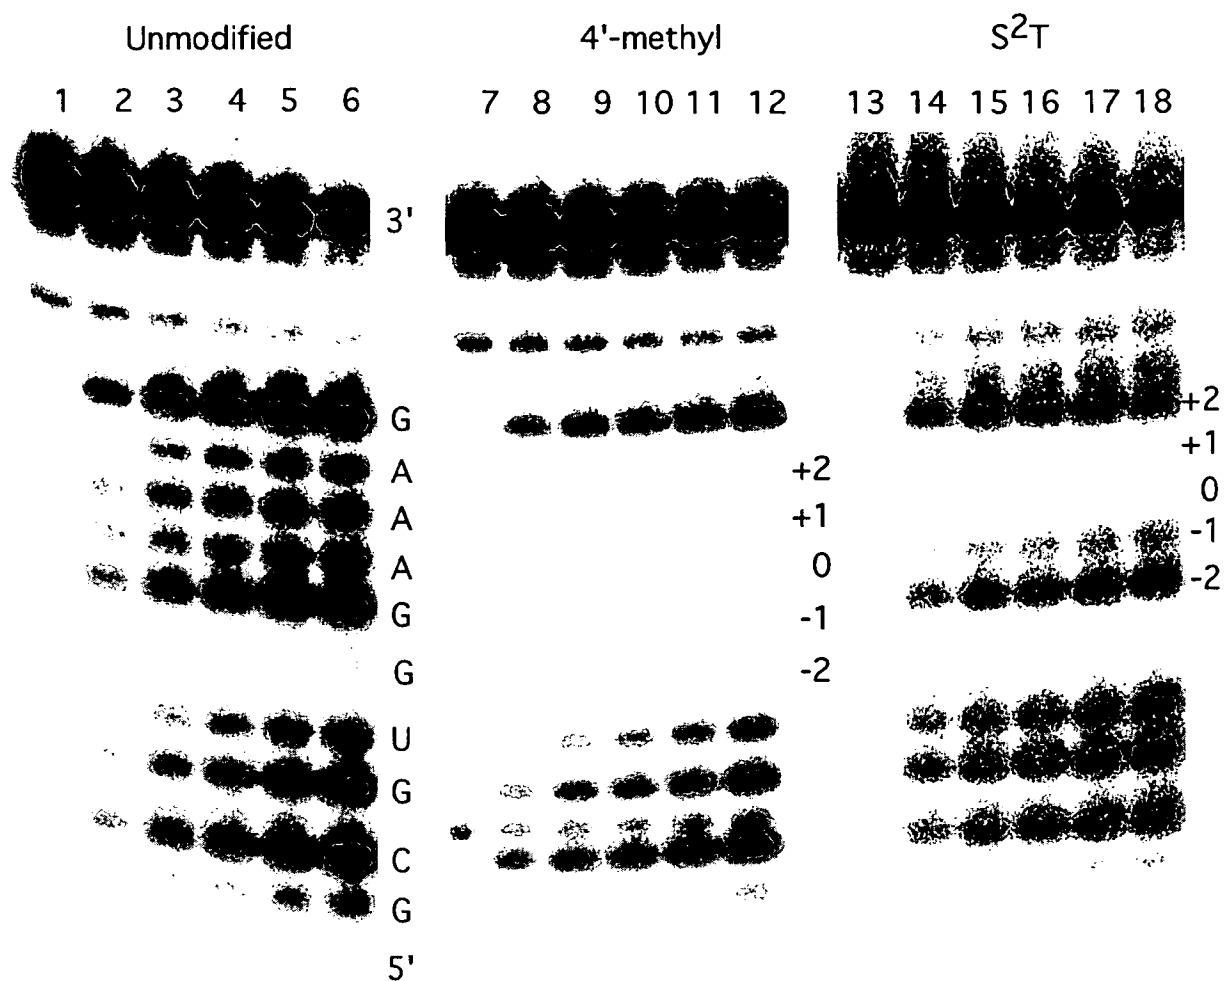 Unmodified 4'-methyl S²T
1 2 3 4 5 6 7 8 9 10 11 12 13 14 15 16 17 18
3'
+2
G
+1
A +2
0
A +1
-1
A 0
-2
G -1
G -2
U
G
C
G
5'